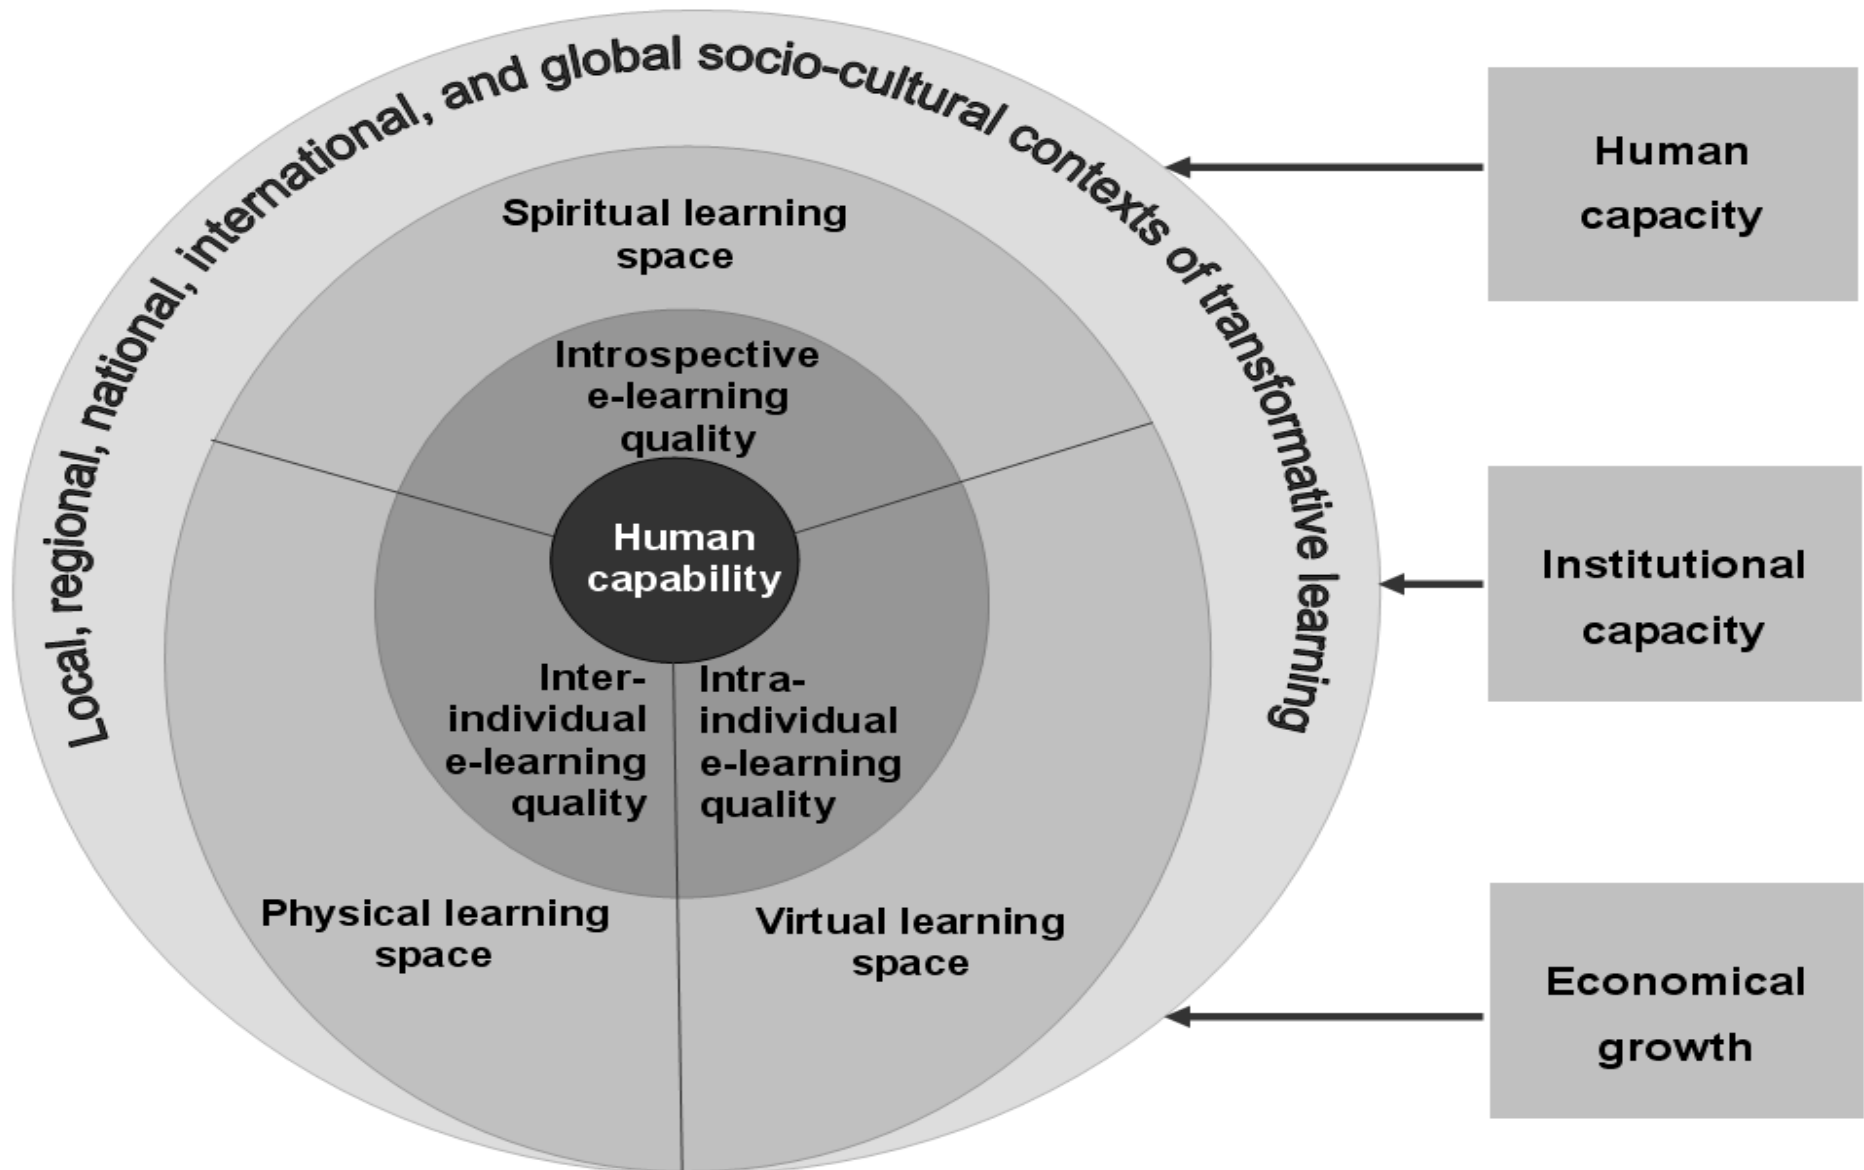 Local, regional, national, international, and global socio-cultural contexts of transformative learning
Spiritual learning
space
Introspective
e-learning
quality
Human
capability
Inter-
individual
e-learning
quality
Intra-
individual
e-learning
quality
Physical learning
space
Virtual learning
space
Human
capacity
Institutional
capacity
Economical
growth